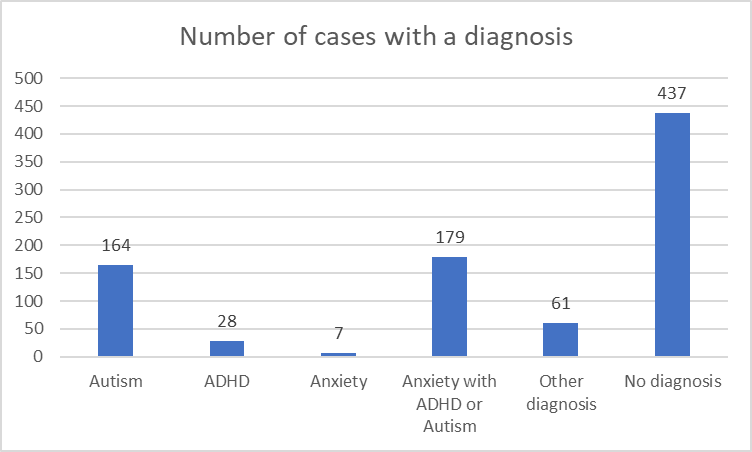 Number of cases with a diagnosis
500
450
400
350
300
250
200
150
100
50
0
164
28
7
179
61
437
Autism
ADHD
Anxiety
Anxiety with
ADHD or
Autism
Other
diagnosis
No diagnosis